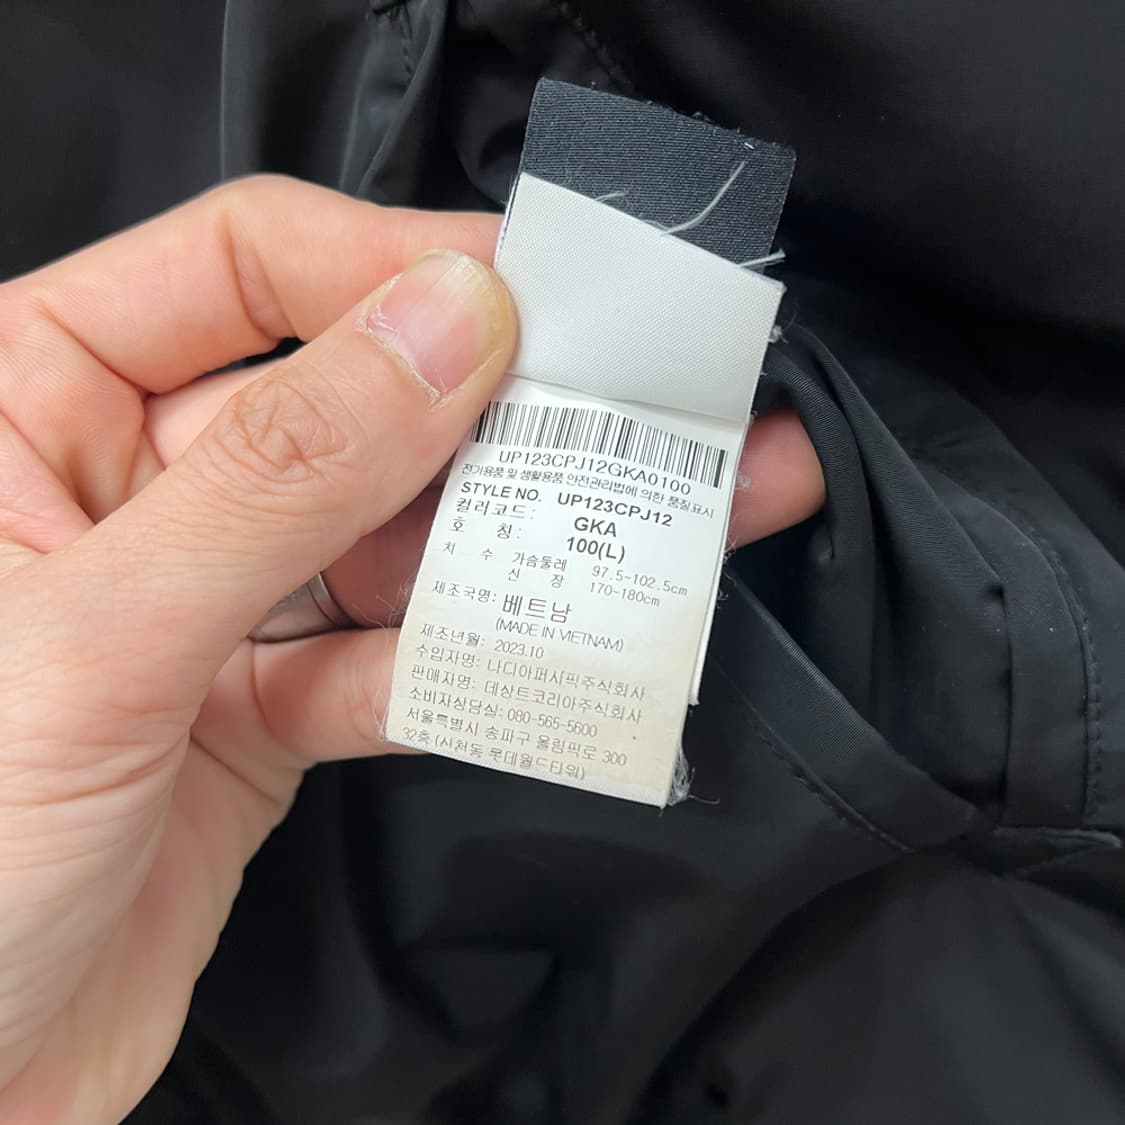 UP123CPJ12GKA0100
전기용품 및 생활용품 안전관리법에 의한 품질표시
STYLE NO. UP123CPJ12
컬러코드: GKA
호 칭: 100(L)
치 수 가슴둘레 97.5-102.5cm
신 장 170-180cm
제조국명: 베트남
(MADE IN VIETNAM)
제조년월: 2023.10
수입자명: 나디아퍼시픽주식회사
판매자명: 데상트코리아주식회사
소비자상담실: 080-565-5600
서울특별시 송파구 올림픽로 300
32층 (신천동 롯데월드타워)